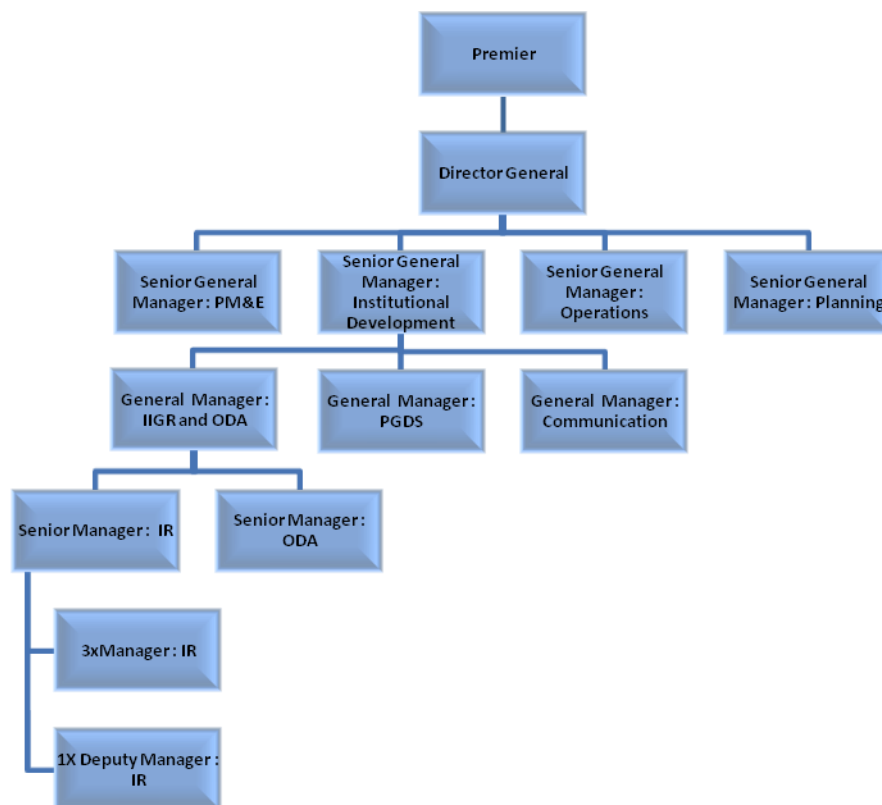 Premier
Director General
Senior General
Manager : PM&E
Senior General
Manager :
Institutional
Development
Senior General
Manager :
Operations
Senior General
Manager : Planning
General Manager :
IIGR and ODA
General Manager :
PGDS
General Manager :
Communication
Senior Manager : IR
Senior Manager :
ODA
3xManager : IR
1X Deputy Manager :
IR